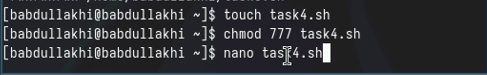 [babdullakhi@babdullakhi ~]$ touch task4.sh
[babdullakhi@babdullakhi ~]$ chmod 777 task4.sh
[babdullakhi@babdullakhi ~]$ nano task4.sh